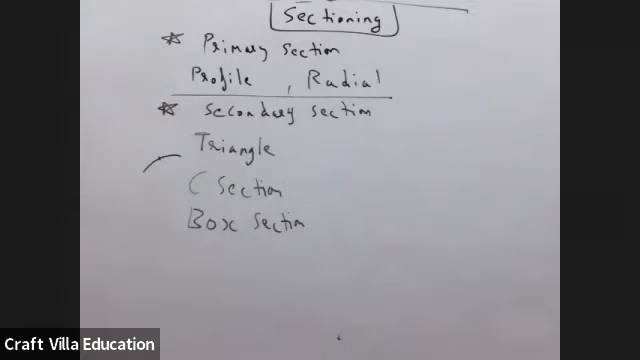 Sectioning
* Primary section
Profile , Radial
* Secondary section
Triangle
C Section
Box Section
Craft Villa Education